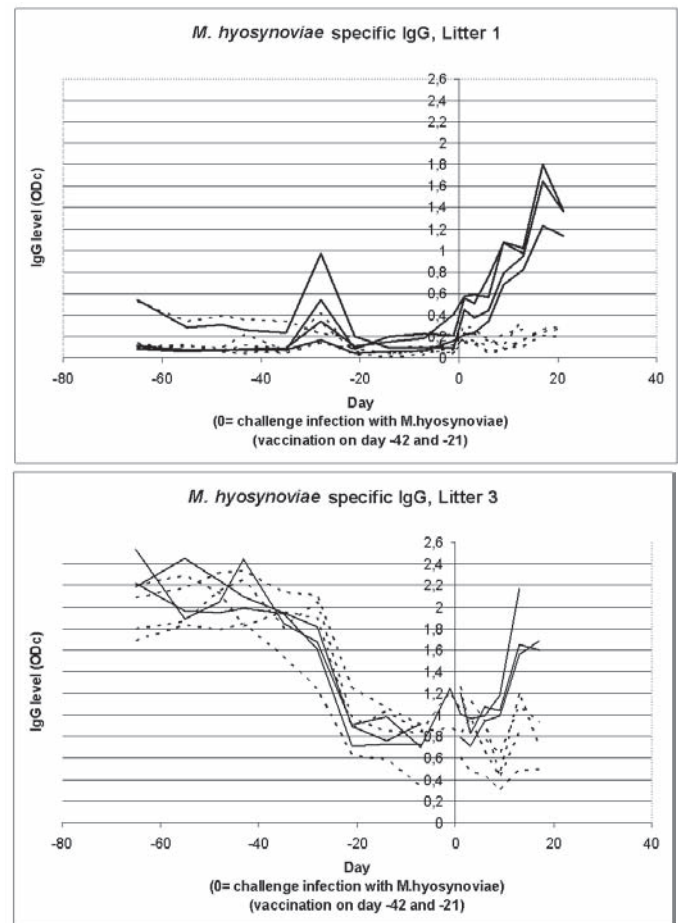 M. hyosynoviae specific IgG, Litter 1
IgG level (ODc)
2,6
2,4
2,2
2
1,8
1,6
1,4
1,2
1
0,8
0,6
0,4
0,2
0
-80 -60 -40 -20 0 20 40
Day
(0= challenge infection with M.hyosynoviae)
(vaccination on day -42 and -21)
M. hyosynoviae specific IgG, Litter 3
IgG level (ODc)
2,6
2,4
2,2
2
1,8
1,6
1,4
1,2
1
0,8
0,6
0,4
0,2
0
-80 -60 -40 -20 0 20 40
Day
(0= challenge infection with M.hyosynoviae)
(vaccination on day -42 and -21)